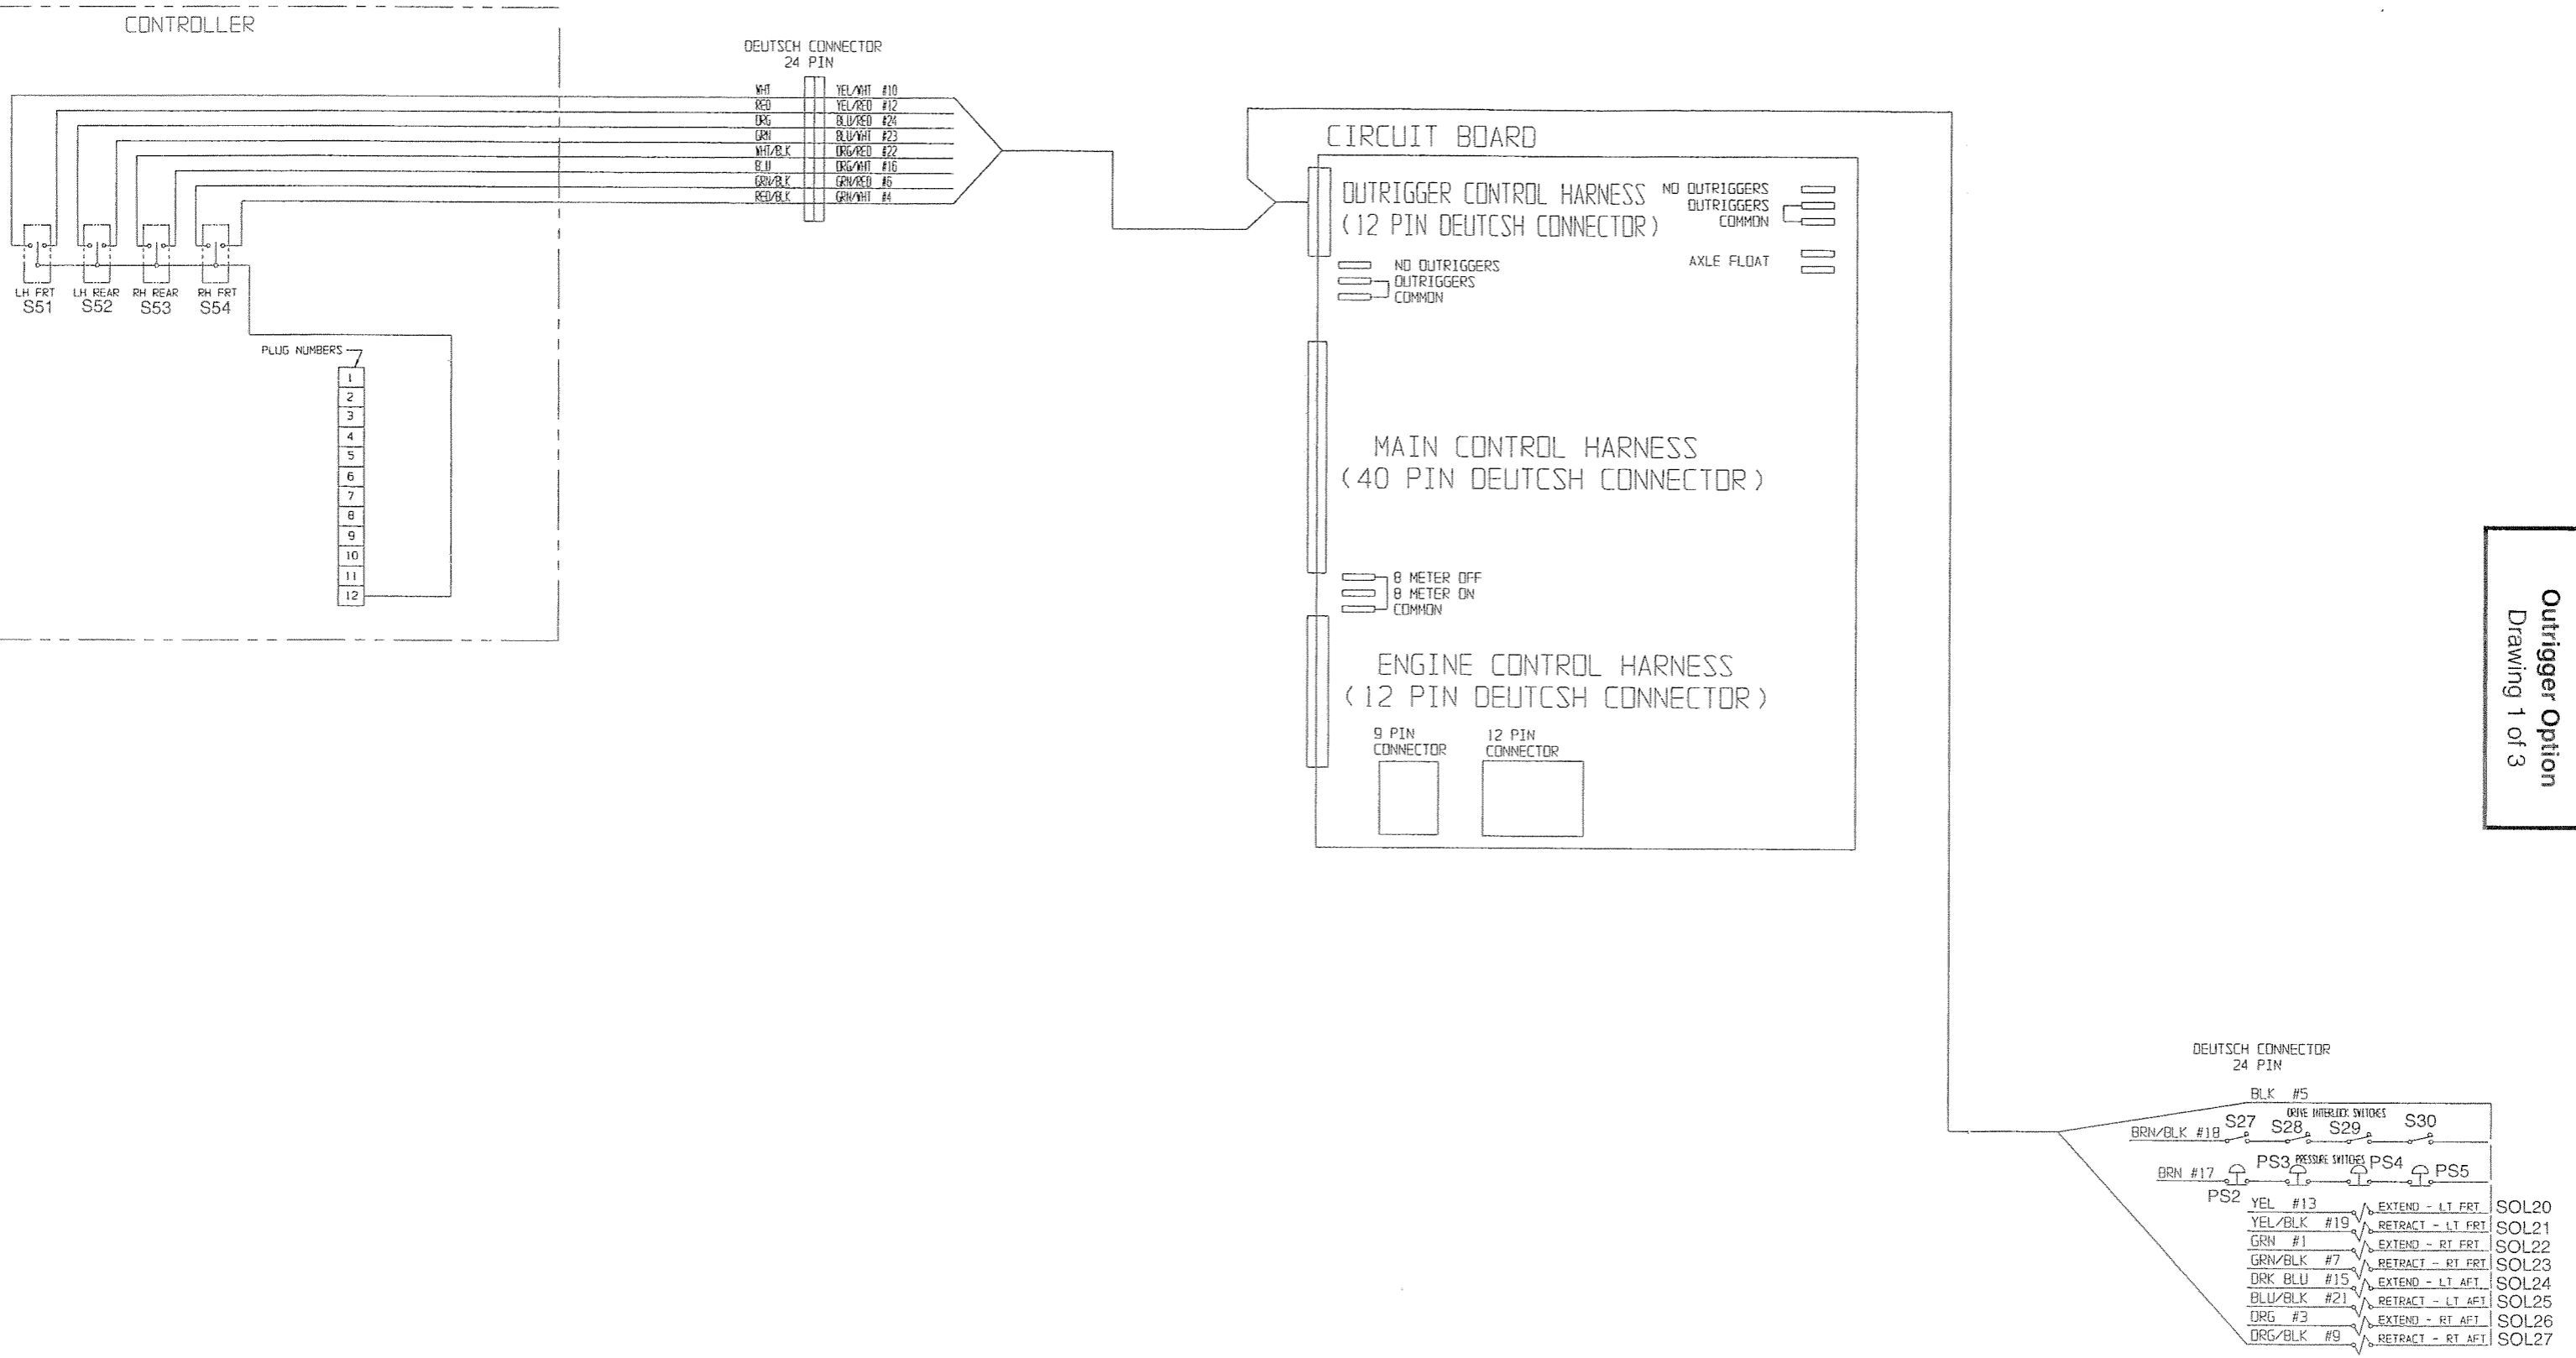 CONTROLLER
DEUTSCH CONNECTOR
24 PIN
WHT YEL/WHT #10
RED YEL/RED #12
ORG BLU/RED #24
GRN BLU/WHT #23
WHT/BLK ORG/RED #22
BLU ORG/WHT #16
GRN/BLK GRN/RED #6
RED/BLK GRN/WHT #4
LH FRT
S51
LH REAR
S52
RH REAR
S53
RH FRT
S54
PLUG NUMBERS
1
2
3
4
5
6
7
8
9
10
11
12
CIRCUIT BOARD
OUTRIGGER CONTROL HARNESS
(12 PIN DEUTCSH CONNECTOR)
NO OUTRIGGERS
OUTRIGGERS
COMMON
AXLE FLOAT
NO OUTRIGGERS
OUTRIGGERS
COMMON
MAIN CONTROL HARNESS
(40 PIN DEUTCSH CONNECTOR)
8 METER OFF
8 METER ON
COMMON
ENGINE CONTROL HARNESS
(12 PIN DEUTCSH CONNECTOR)
9 PIN
CONNECTOR
12 PIN
CONNECTOR
Outrigger Option
Drawing 1 of 3
DEUTSCH CONNECTOR
24 PIN
BLK #5
DRIVE INTERLOCK SWITCHES
BRN/BLK #18 S27 S28 S29 S30
PRESSURE SWITCHES
BRN #17 PS2 PS3 PS4 PS5
YEL #13 EXTEND - LT FRT SOL20
YEL/BLK #19 RETRACT - LT FRT SOL21
GRN #1 EXTEND - RT FRT SOL22
GRN/BLK #7 RETRACT - RT FRT SOL23
DRK BLU #15 EXTEND - LT AFT SOL24
BLU/BLK #21 RETRACT - LT AFT SOL25
ORG #3 EXTEND - RT AFT SOL26
ORG/BLK #9 RETRACT - RT AFT SOL27